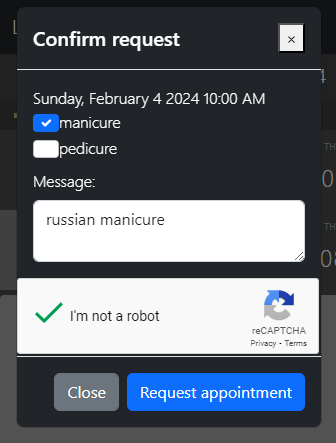 Confirm request
×
Sunday, February 4 2024 10:00 AM
manicure
pedicure
Message:
russian manicure
I'm not a robot
reCAPTCHA
Privacy - Terms
Close
Request appointment